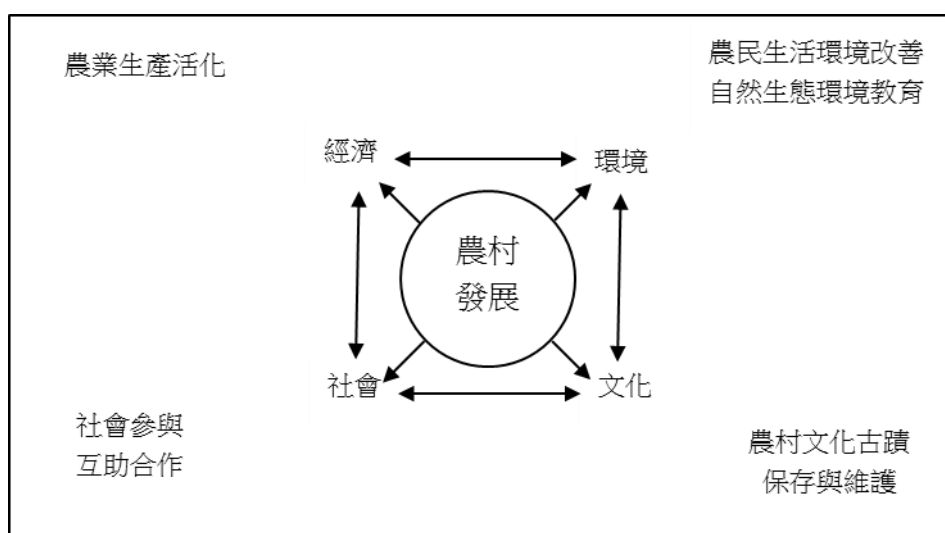 農業生產活化
農民生活環境改善
自然生態環境教育
經濟
環境
農村
發展
社會
文化
社會參與
互助合作
農村文化古蹟
保存與維護